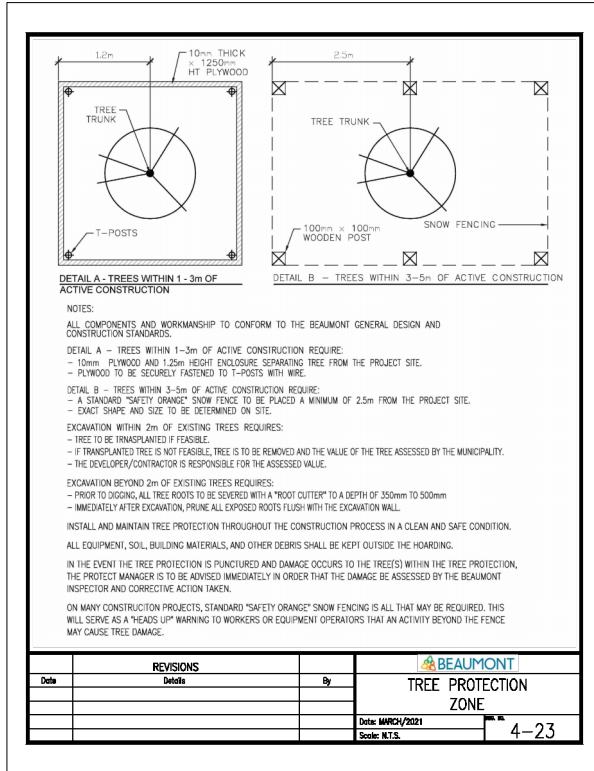 1.2m
10mm THICK
x 1250mm
HT PLYWOOD
TREE
TRUNK
T-POSTS
DETAIL A - TREES WITHIN 1 - 3m OF
ACTIVE CONSTRUCTION
2.5m
TREE TRUNK
100mm x 100mm
WOODEN POST
SNOW FENCING
DETAIL B – TREES WITHIN 3–5m OF ACTIVE CONSTRUCTION
NOTES:
ALL COMPONENTS AND WORKMANSHIP TO CONFORM TO THE BEAUMONT GENERAL DESIGN AND
CONSTRUCTION STANDARDS.
DETAIL A – TREES WITHIN 1–3m OF ACTIVE CONSTRUCTION REQUIRE:
– 10mm PLYWOOD AND 1.25m HEIGHT ENCLOSURE SEPARATING TREE FROM THE PROJECT SITE.
– PLYWOOD TO BE SECURELY FASTENED TO T-POSTS WITH WIRE.
DETAIL B – TREES WITHIN 3–5m OF ACTIVE CONSTRUCTION REQUIRE:
– A STANDARD "SAFETY ORANGE" SNOW FENCE TO BE PLACED A MINIMUM OF 2.5m FROM THE PROJECT SITE.
– EXACT SHAPE AND SIZE TO BE DETERMINED ON SITE.
EXCAVATION WITHIN 2m OF EXISTING TREES REQUIRES:
– TREE TO BE TRNASPLANTED IF FEASIBLE.
– IF TRANSPLANTED TREE IS NOT FEASIBLE, TREE IS TO BE REMOVED AND THE VALUE OF THE TREE ASSESSED BY THE MUNICIPALITY.
– THE DEVELOPER/CONTRACTOR IS RESPONSIBLE FOR THE ASSESSED VALUE.
EXCAVATION BEYOND 2m OF EXISTING TREES REQUIRES:
– PRIOR TO DIGGING, ALL TREE ROOTS TO BE SEVERED WITH A "ROOT CUTTER" TO A DEPTH OF 350mm TO 500mm
– IMMEDIATELY AFTER EXCAVATION, PRUNE ALL EXPOSED ROOTS FLUSH WITH THE EXCAVATION WALL.
INSTALL AND MAINTAIN TREE PROTECTION THROUGHOUT THE CONSTRUCTION PROCESS IN A CLEAN AND SAFE CONDITION.
ALL EQUIPMENT, SOIL, BUILDING MATERIALS, AND OTHER DEBRIS SHALL BE KEPT OUTSIDE THE HOARDING.
IN THE EVENT THE TREE PROTECTION IS PUNCTURED AND DAMAGE OCCURS TO THE TREE(S) WITHIN THE TREE PROTECTION,
THE PROTECT MANAGER IS TO BE ADVISED IMMEDIATELY IN ORDER THAT THE DAMAGE BE ASSESSED BY THE BEAUMONT
INSPECTOR AND CORRECTIVE ACTION TAKEN.
ON MANY CONSTRUCITON PROJECTS, STANDARD "SAFETY ORANGE" SNOW FENCING IS ALL THAT MAY BE REQUIRED. THIS
WILL SERVE AS A "HEADS UP" WARNING TO WORKERS OR EQUIPMENT OPERATORS THAT AN ACTIVITY BEYOND THE FENCE
MAY CAUSE TREE DAMAGE.
REVISIONS
Date Details By
BEAUMONT
TREE PROTECTION
ZONE
Date: MARCH/2021
Scale: N.T.S.
4–23